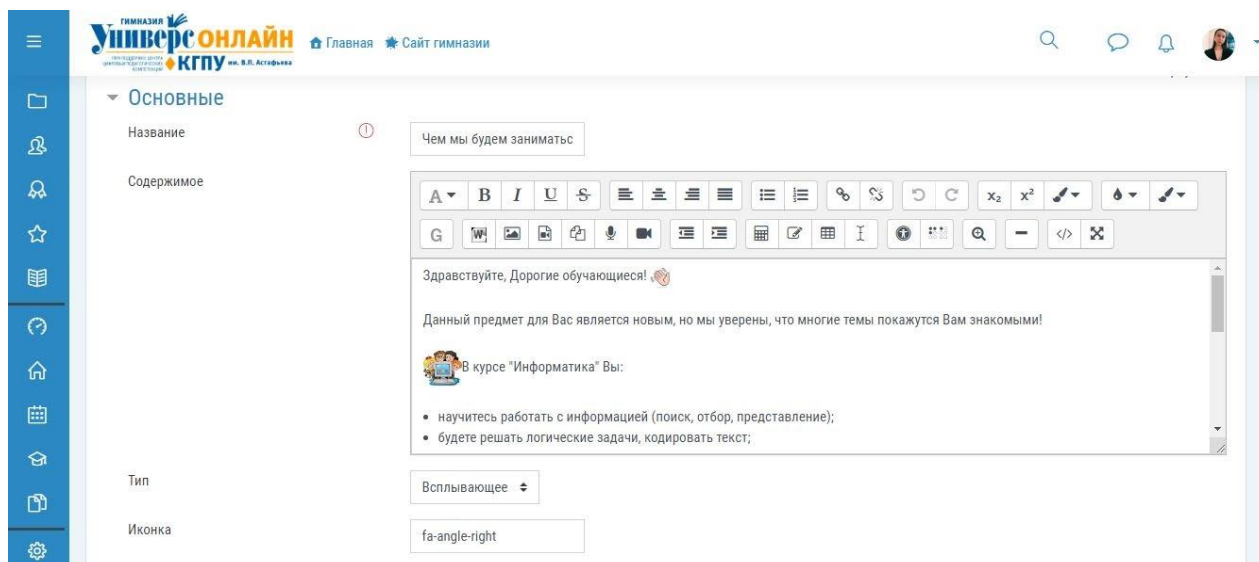 гимназия
Универс ОНЛАЙН
КГПУ им. В.П. Астафьева
Главная Сайт гимназии
Основные
Название
Чем мы будем заниматьс
Содержимое
A B I U S x₂ x²
G W </>
Здравствуйте, Дорогие обучающиеся!
Данный предмет для Вас является новым, но мы уверены, что многие темы покажутся Вам знакомыми!
В курсе "Информатика" Вы:
• научитесь работать с информацией (поиск, отбор, представление);
• будете решать логические задачи, кодировать текст;
Тип
Всплывающее
Иконка
fa-angle-right